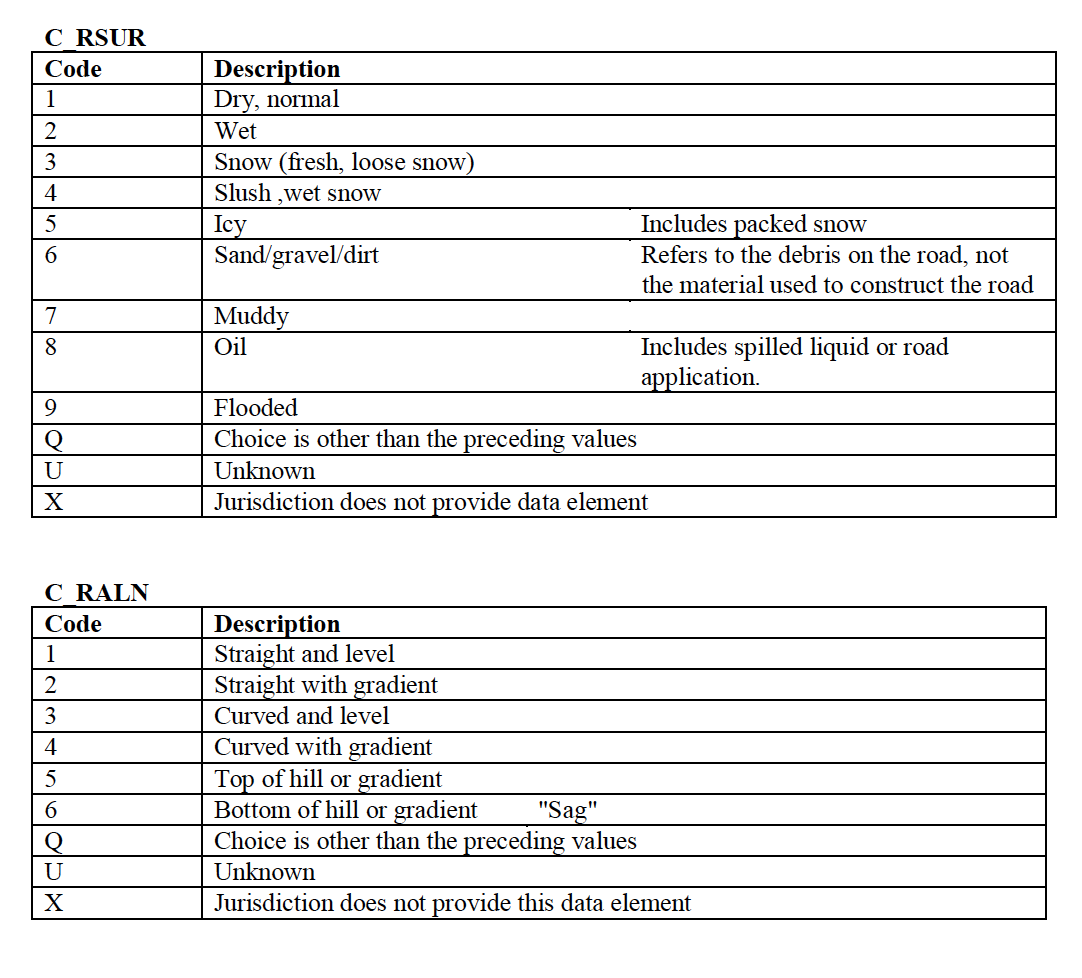 C_RSUR
Code Description
1 Dry, normal
2 Wet
3 Snow (fresh, loose snow)
4 Slush ,wet snow
5 Icy Includes packed snow
6 Sand/gravel/dirt Refers to the debris on the road, not
the material used to construct the road
7 Muddy
8 Oil Includes spilled liquid or road
application.
9 Flooded
Q Choice is other than the preceding values
U Unknown
X Jurisdiction does not provide data element
C_RALN
Code Description
1 Straight and level
2 Straight with gradient
3 Curved and level
4 Curved with gradient
5 Top of hill or gradient
6 Bottom of hill or gradient "Sag"
Q Choice is other than the preceding values
U Unknown
X Jurisdiction does not provide this data element